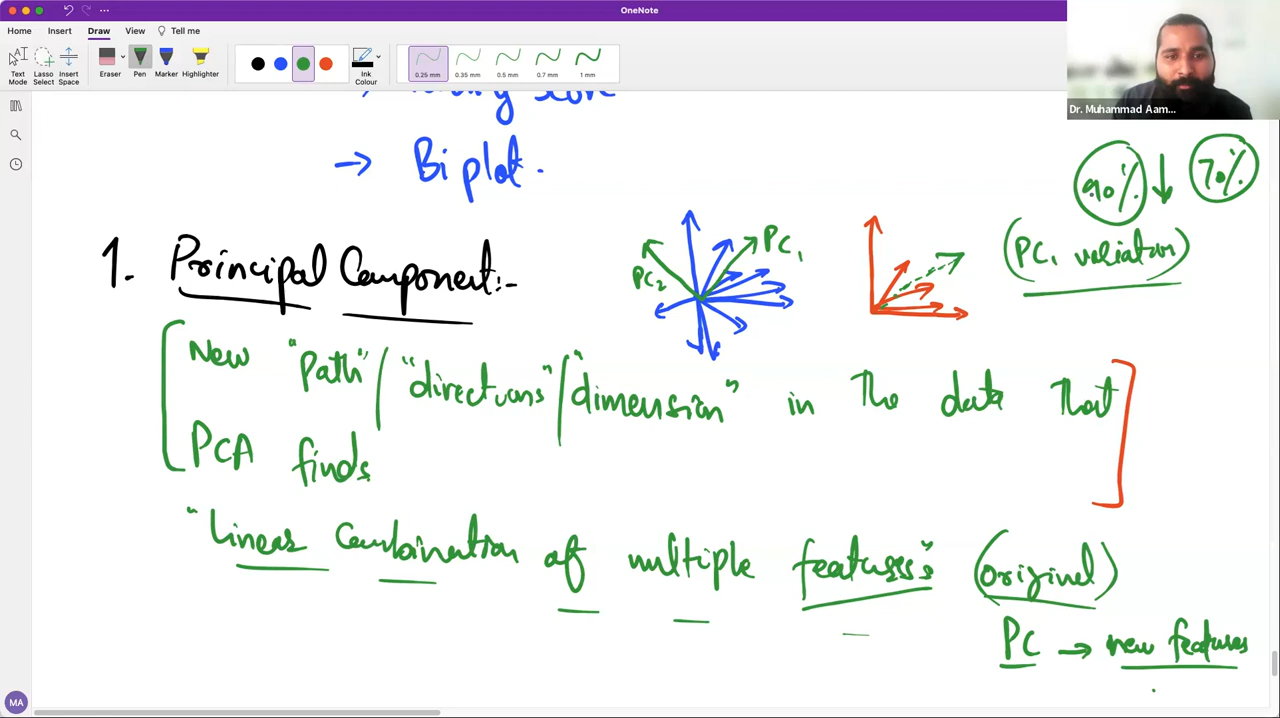 OneNote
Home Insert Draw View Tell me
Text Mode Lasso Select Insert Space Eraser Pen Marker Highlighter Ink Colour 0.25 mm 0.35 mm 0.5 mm 0.7 mm 1 mm
Dr. Muhammad Aam...
→ Bi plot.
90% ↓ 70%
1. Principal Component:-
PC2 PC1
(PC1 variation)
New "Path" / "directions" / "dimension" in the data that
PCA finds
"Linear Combination of multiple features" (original)
PC → new features
MA